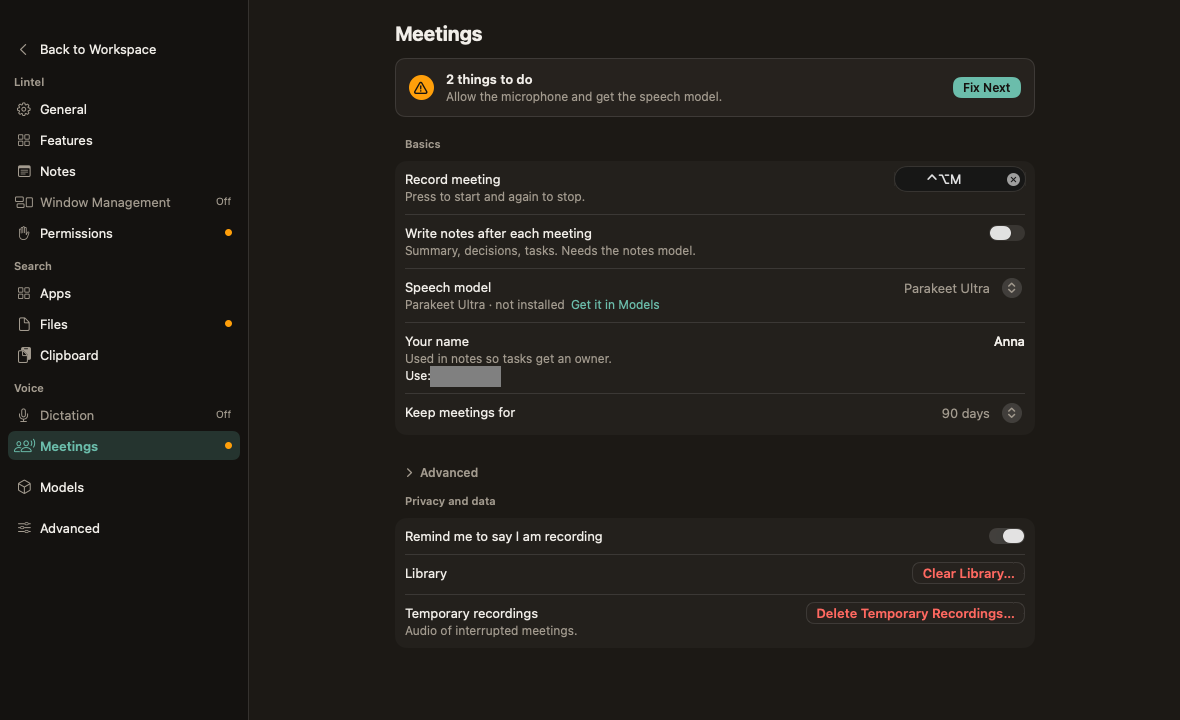 Back to Workspace
Lintel
General
Features
Notes
Window Management Off
Permissions
Search
Apps
Files
Clipboard
Voice
Dictation Off
Meetings
Models
Advanced
Meetings
2 things to do
Allow the microphone and get the speech model.
Fix Next
Basics
Record meeting
Press to start and again to stop.
⌃⌥M
Write notes after each meeting
Summary, decisions, tasks. Needs the notes model.
Speech model
Parakeet Ultra · not installed Get it in Models
Parakeet Ultra
Your name
Used in notes so tasks get an owner.
Use:
Anna
Keep meetings for
90 days
Advanced
Privacy and data
Remind me to say I am recording
Library
Clear Library...
Temporary recordings
Audio of interrupted meetings.
Delete Temporary Recordings...